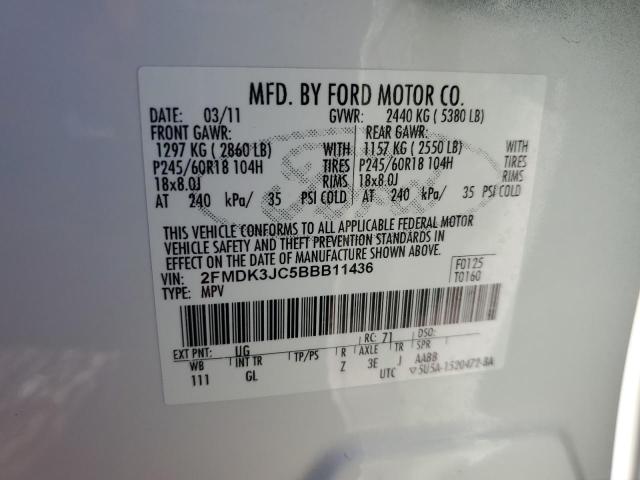 MFD. BY FORD MOTOR CO.
DATE: 03/11 GVWR: 2440 KG ( 5380 LB)
FRONT GAWR: REAR GAWR:
1297 KG ( 2860 LB) 1157 KG ( 2550 LB)
P245/60R18 104H TIRES P245/60R18 104H TIRES
18x8.0J RIMS 18x8.0J RIMS
AT 240 kPa/ 35 PSI COLD AT 240 kPa/ 35 PSI COLD
THIS VEHICLE CONFORMS TO ALL APPLICABLE FEDERAL MOTOR
VEHICLE SAFETY AND THEFT PREVENTION STANDARDS IN
EFFECT ON THE DATE OF MANUFACTURE SHOWN ABOVE.
VIN: 2FMDK3JC5BBB11436 F0125
TYPE: MPV T0160
RC: 71 DSO:
EXT PNT: UG
WB INT TR TP/PS R AXLE TR SPR
111 GL Z 3E J AABB
UTC ▽5U5A-1520472-BA